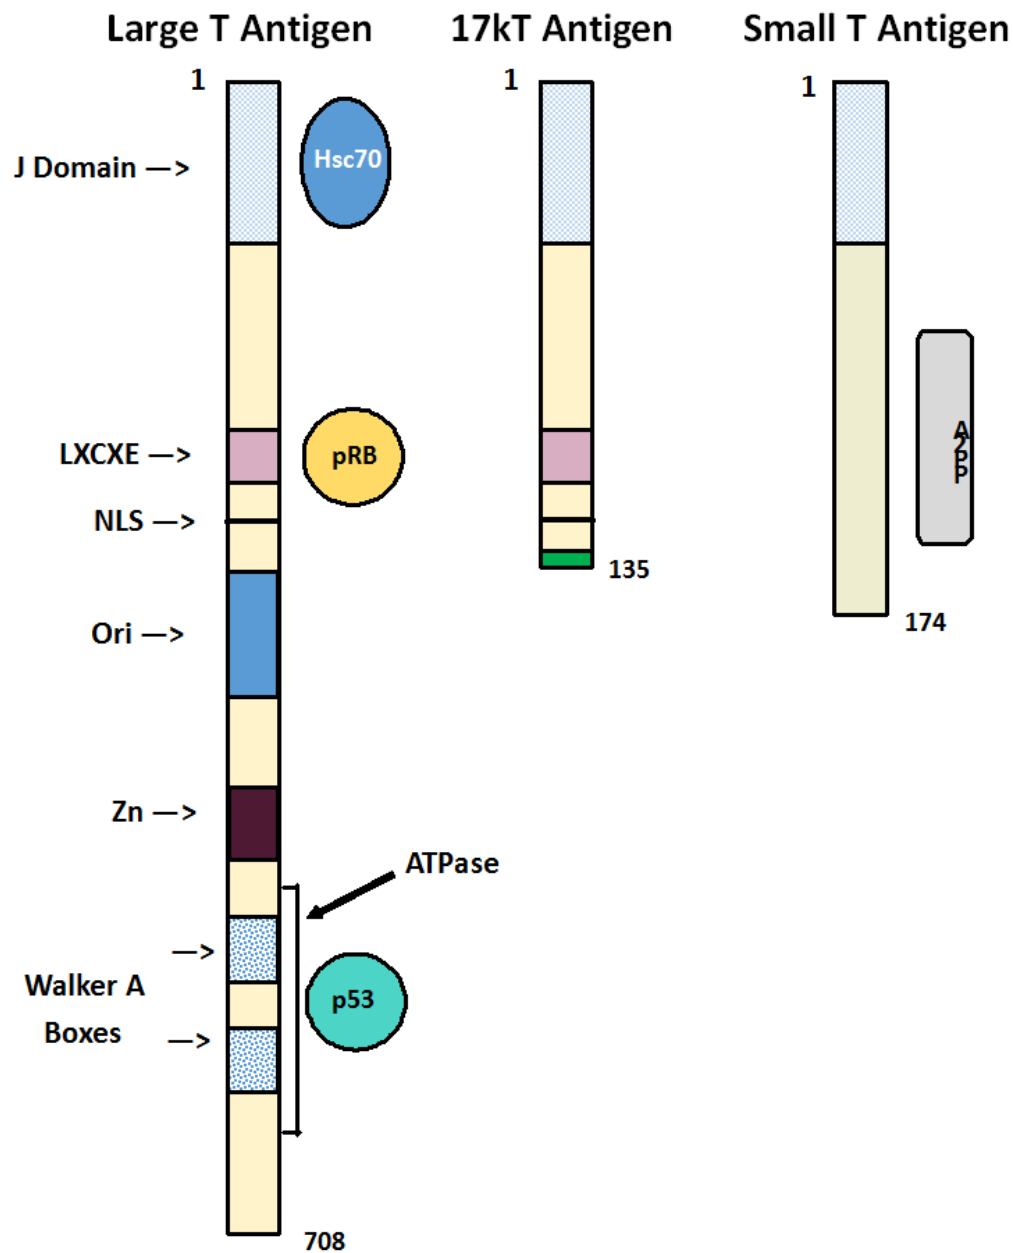 Large T Antigen
17kT Antigen
Small T Antigen
1
1
1
J Domain —>
Hsc70
LXCXE —>
pRB
A
2
P
P
NLS —>
135
174
Ori —>
Zn —>
ATPase
—>
Walker A
Boxes —>
p53
708